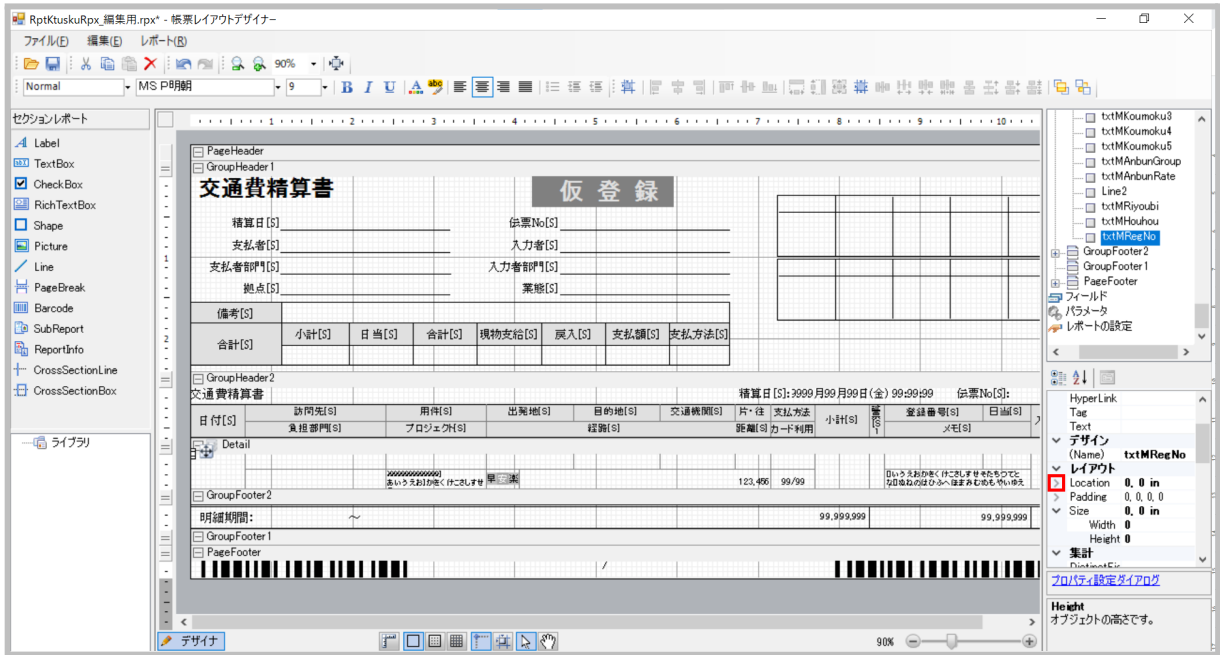 RptKtuskuRpx_編集用.rpx* - 帳票レイアウトデザイナー
ファイル(F) 編集(E) レポート(R)
90%
Normal MS P明朝 9 B I U A abc
セクションレポート
Label
TextBox
CheckBox
RichTextBox
Shape
Picture
Line
PageBreak
Barcode
SubReport
ReportInfo
CrossSectionLine
CrossSectionBox
ライブラリ
1 2 3 4 5 6 7 8 9 10
PageHeader
GroupHeader1
交通費精算書 仮 登 録
精算日[S] 伝票No[S]
支払者[S] 入力者[S]
支払者部門[S] 入力者部門[S]
拠点[S] 業態[S]
備考[S]
合計[S] 小計[S] 日当[S] 合計[S] 現物支給[S] 戻入[S] 支払額[S] 支払方法[S]
GroupHeader2
交通費精算書 精算日[S]:9999月99月99日(金) 99:99:99 伝票No[S]:
日付[S] 訪問先[S] 用件[S] 出発地[S] 目的地[S] 交通機関[S] 片・往 支払方法 小計[S] 登録番号[S] 日当[S]
負担部門[S] プロジェクト[S] 経路[S] 距離[S] カード利用 メモ[S]
Detail
123,456 99/99
GroupFooter2
明細期間: ～ 99,999,999 99,999,999
GroupFooter1
PageFooter
/
デザイナ
90%
txtMKoumoku3
txtMKoumoku4
txtMKoumoku5
txtMAnbunGroup
txtMAnbunRate
Line2
txtMRiyoubi
txtMHouhou
txtMRegNo
GroupFooter2
GroupFooter1
PageFooter
フィールド
パラメータ
レポートの設定
HyperLink
Tag
Text
デザイン
(Name) txtMRegNo
レイアウト
Location 0, 0 in
Padding 0, 0, 0, 0
Size 0, 0 in
Width 0
Height 0
集計
プロパティ設定ダイアログ
Height
オブジェクトの高さです。